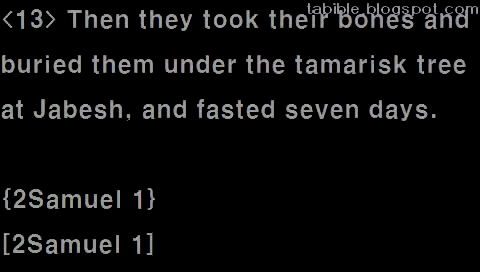 tabible.blogspot.com
<13> Then they took their bones and
buried them under the tamarisk tree
at Jabesh, and fasted seven days.
{2Samuel 1}
[2Samuel 1]